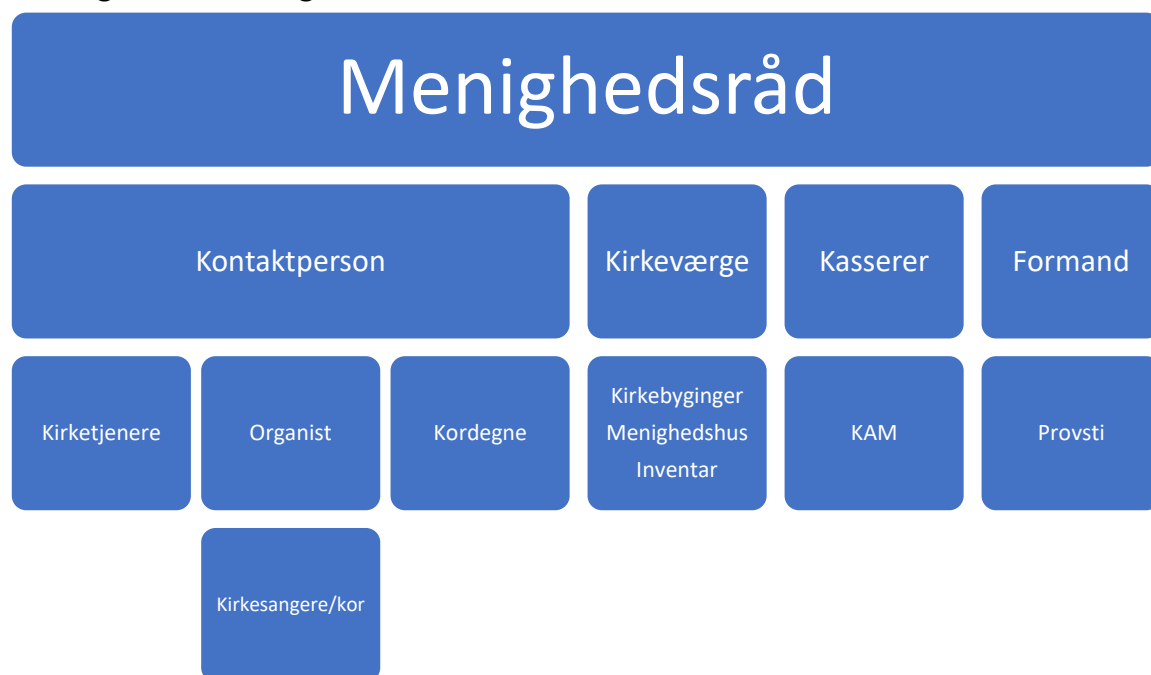 Menighedsråd
Kontaktperson
Kirkeværge
Kasserer
Formand
Kirketjenere
Organist
Kordegne
Kirkebyginger
Menighedshus
Inventar
KAM
Provsti
Kirkesangere/kor